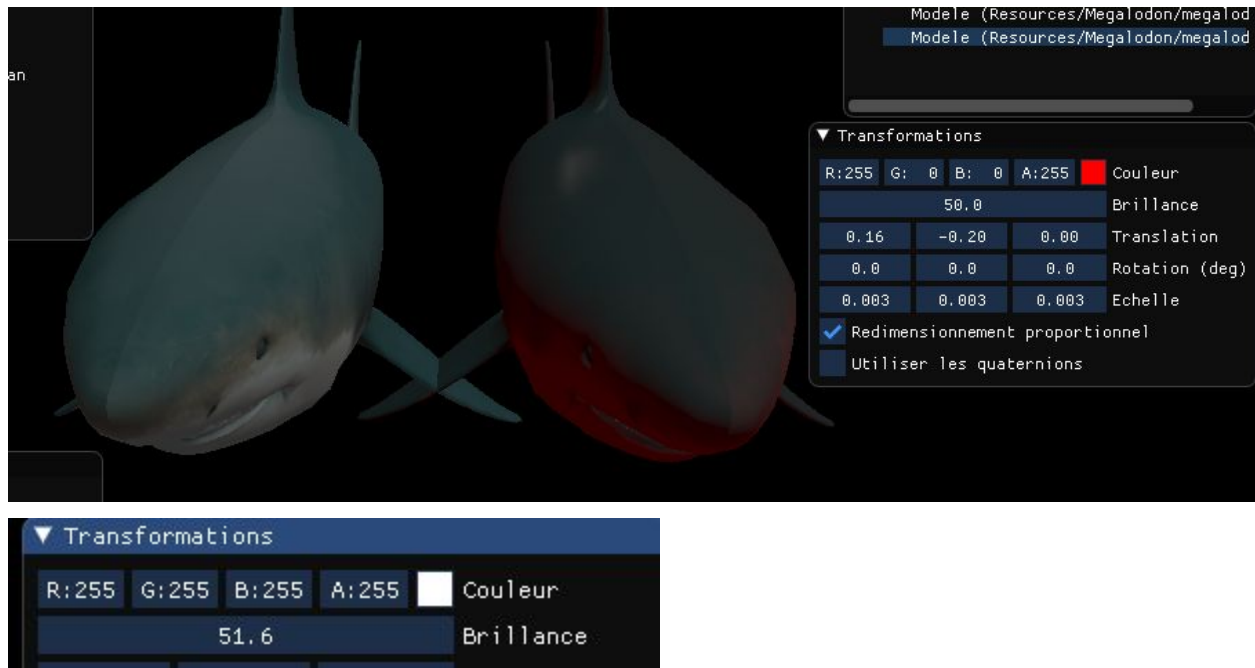 an
Modele (Resources/Megalodon/megalod
Modele (Resources/Megalodon/megalod
▼ Transformations
R:255 G: 0 B: 0 A:255 Couleur
50.0 Brillance
0.16 -0.20 0.00 Translation
0.0 0.0 0.0 Rotation (deg)
0.003 0.003 0.003 Echelle
Redimensionnement proportionnel
Utiliser les quaternions
▼ Transformations
R:255 G:255 B:255 A:255 Couleur
51.6 Brillance